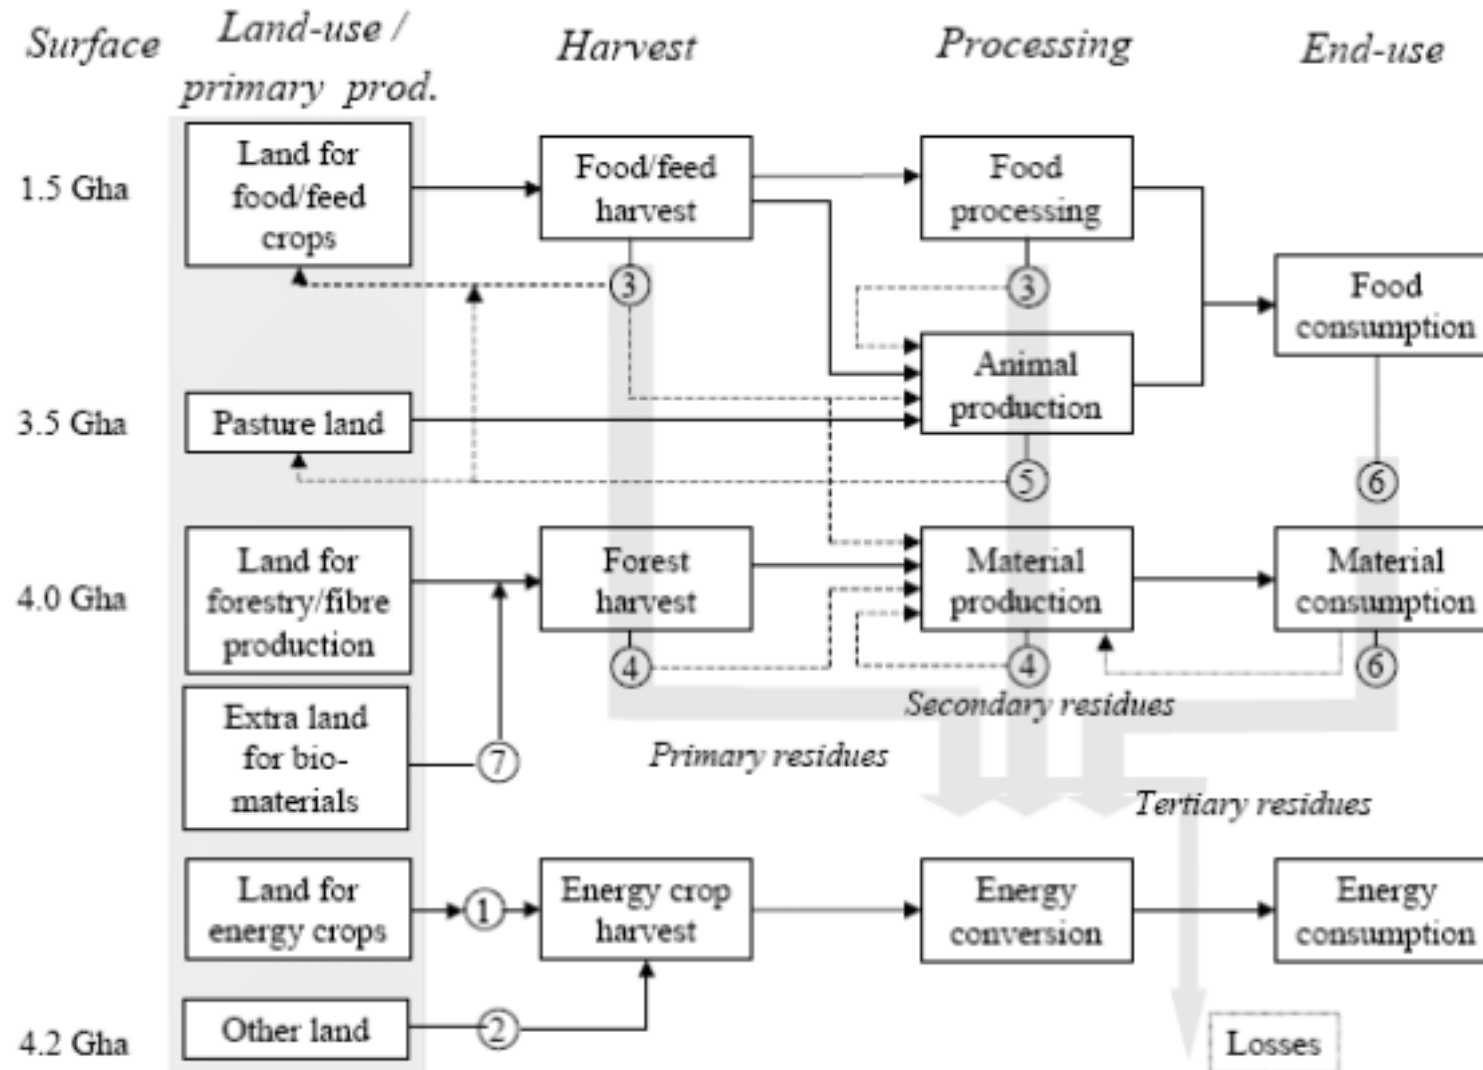 Surface
Land-use /
primary prod.
Harvest
Processing
End-use
1.5 Gha
Land for
food/feed
crops
Food/feed
harvest
Food
processing
3
3
Food
consumption
Animal
production
3.5 Gha
Pasture land
5
6
4.0 Gha
Land for
forestry/fibre
production
Forest
harvest
Material
production
Material
consumption
4
4
6
Secondary residues
Extra land
for bio-
materials
7
Primary residues
Tertiary residues
Land for
energy crops
1
Energy crop
harvest
Energy
conversion
Energy
consumption
4.2 Gha
Other land
2
Losses